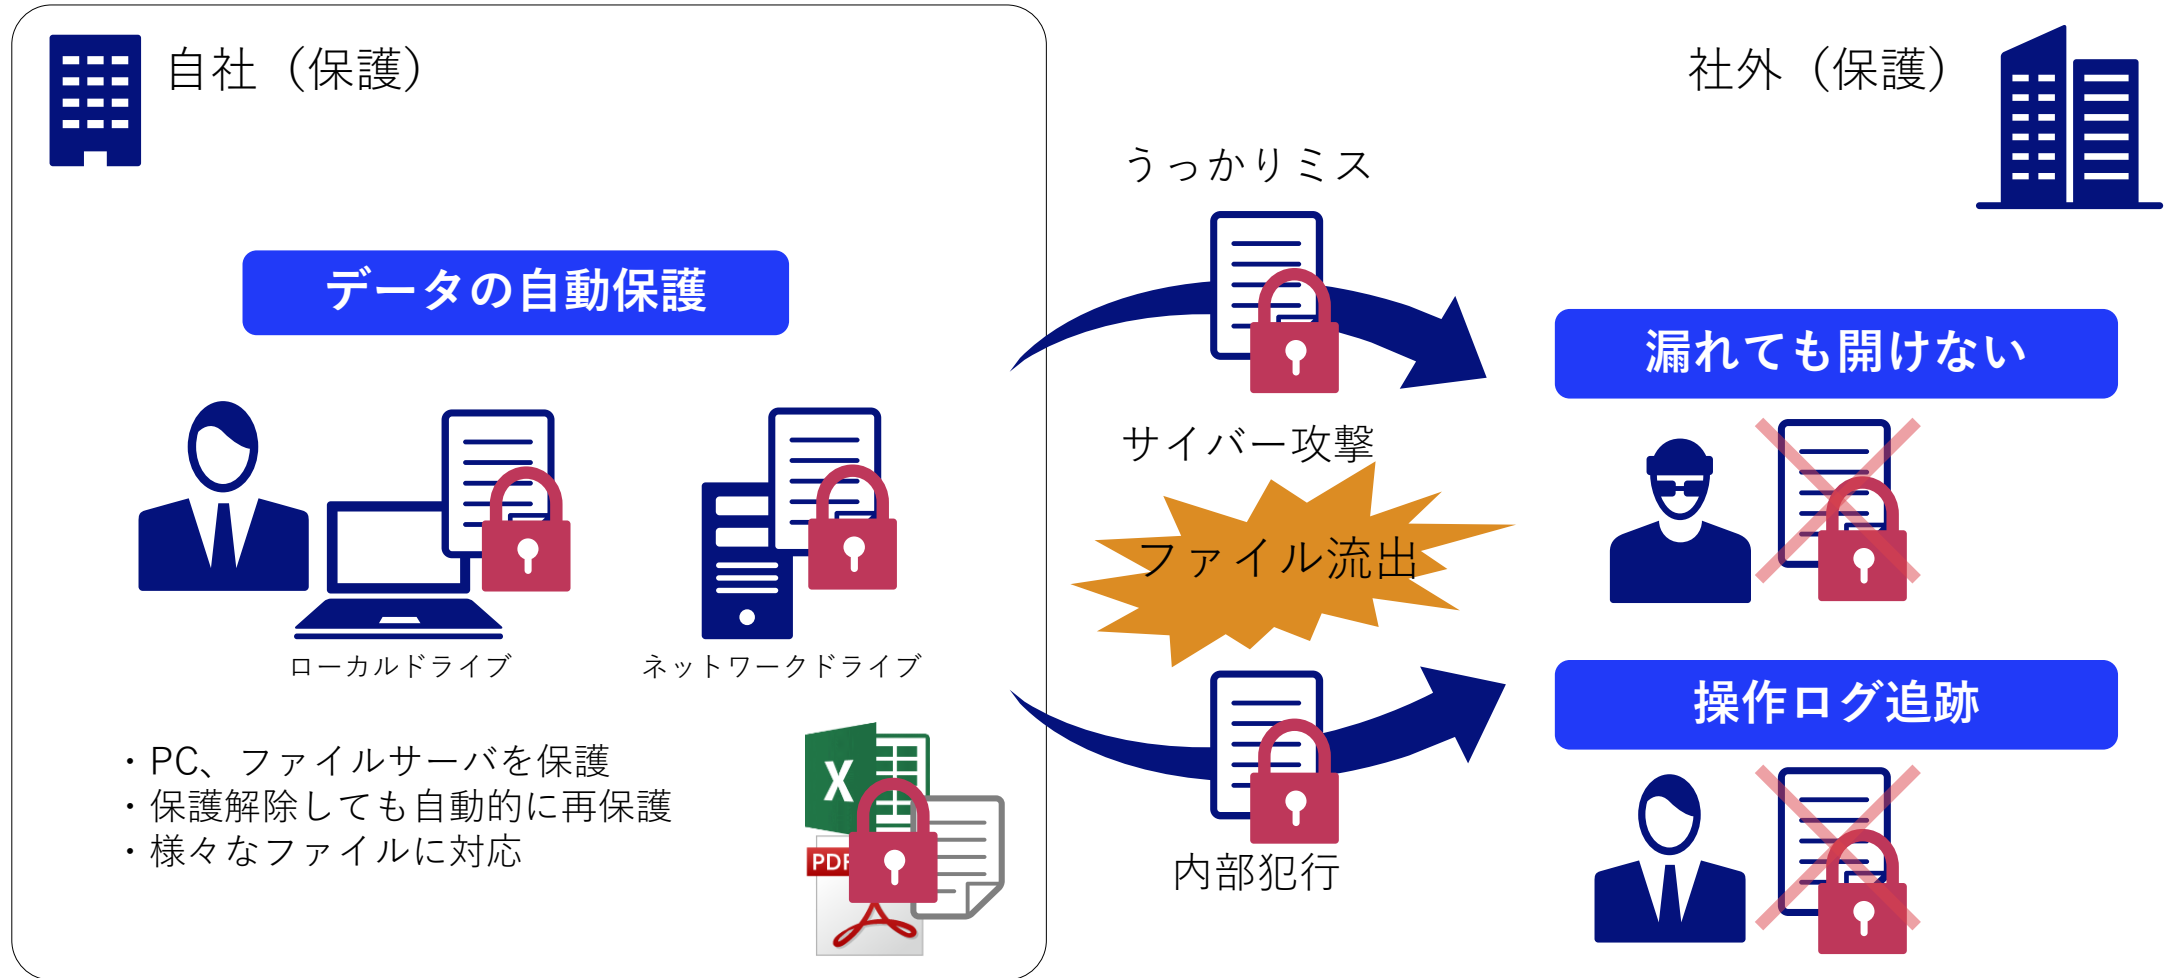 自社（保護）
データの自動保護
ローカルドライブ
ネットワークドライブ
・PC、ファイルサーバを保護
・保護解除しても自動的に再保護
・様々なファイルに対応
X
PDF
うっかりミス
サイバー攻撃
ファイル流出
内部犯行
社外（保護）
漏れても開けない
操作ログ追跡